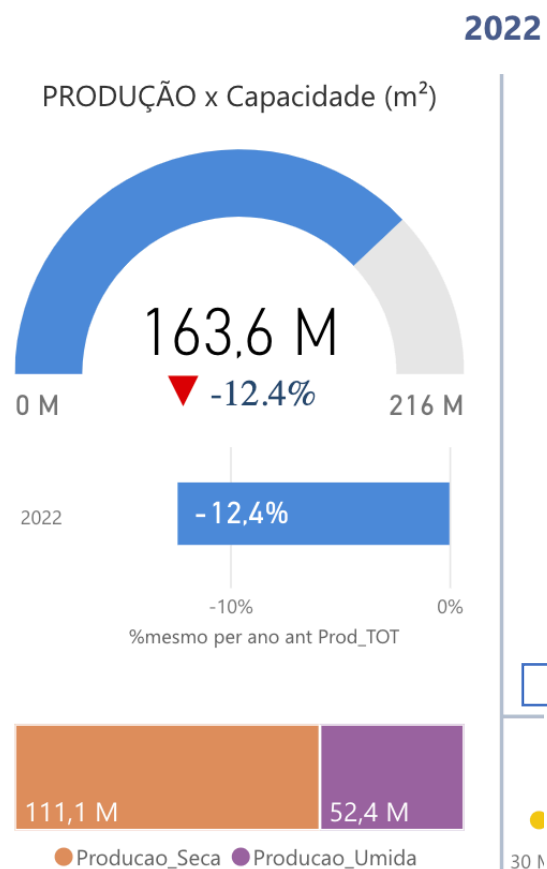 2022
PRODUÇÃO x Capacidade (m²)
163,6 M
▼ -12.4%
0 M
216 M
2022
-12,4%
-10%
0%
%mesmo per ano ant Prod_TOT
111,1 M
52,4 M
Producao_Seca
Producao_Umida
30